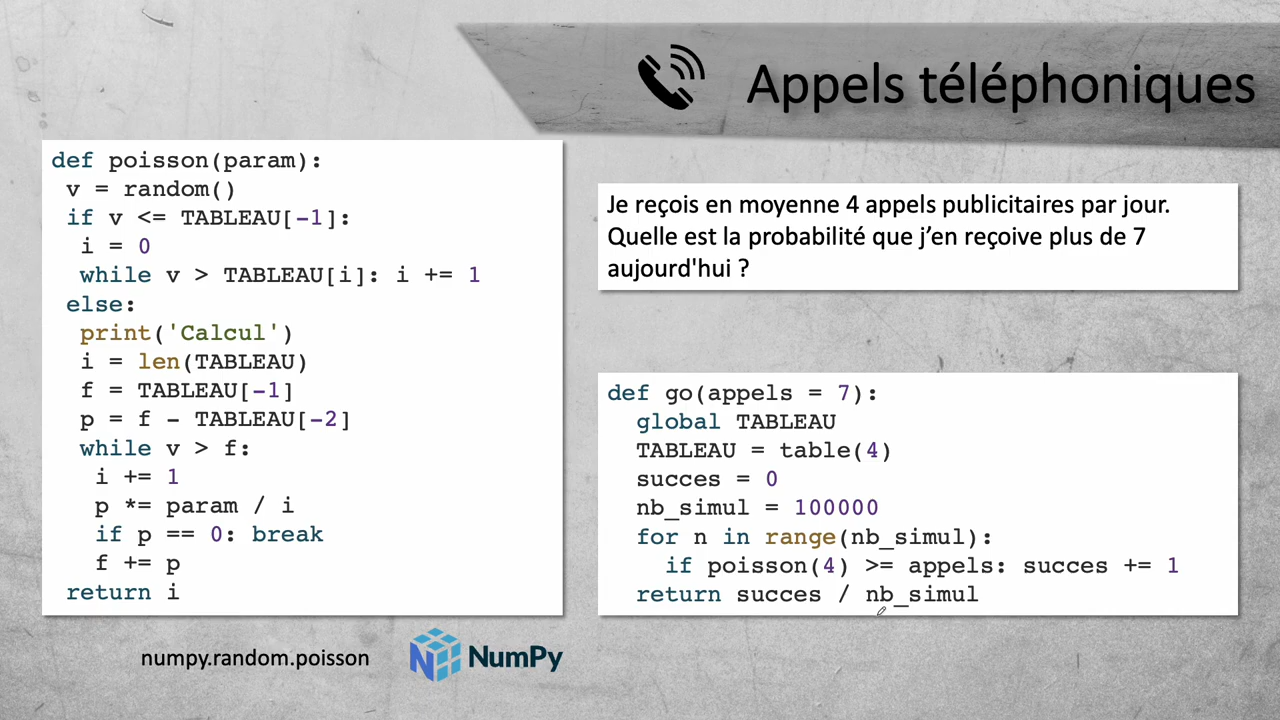 Appels téléphoniques
def poisson(param):
 v = random()
 if v <= TABLEAU[-1]:
  i = 0
  while v > TABLEAU[i]: i += 1
 else:
  print('Calcul')
  i = len(TABLEAU)
  f = TABLEAU[-1]
  p = f - TABLEAU[-2]
  while v > f:
   i += 1
   p *= param / i
   if p == 0: break
   f += p
 return i
numpy.random.poisson
NumPy
Je reçois en moyenne 4 appels publicitaires par jour.
Quelle est la probabilité que j’en reçoive plus de 7
aujourd'hui ?
def go(appels = 7):
  global TABLEAU
  TABLEAU = table(4)
  succes = 0
  nb_simul = 100000
  for n in range(nb_simul):
    if poisson(4) >= appels: succes += 1
  return succes / nb_simul